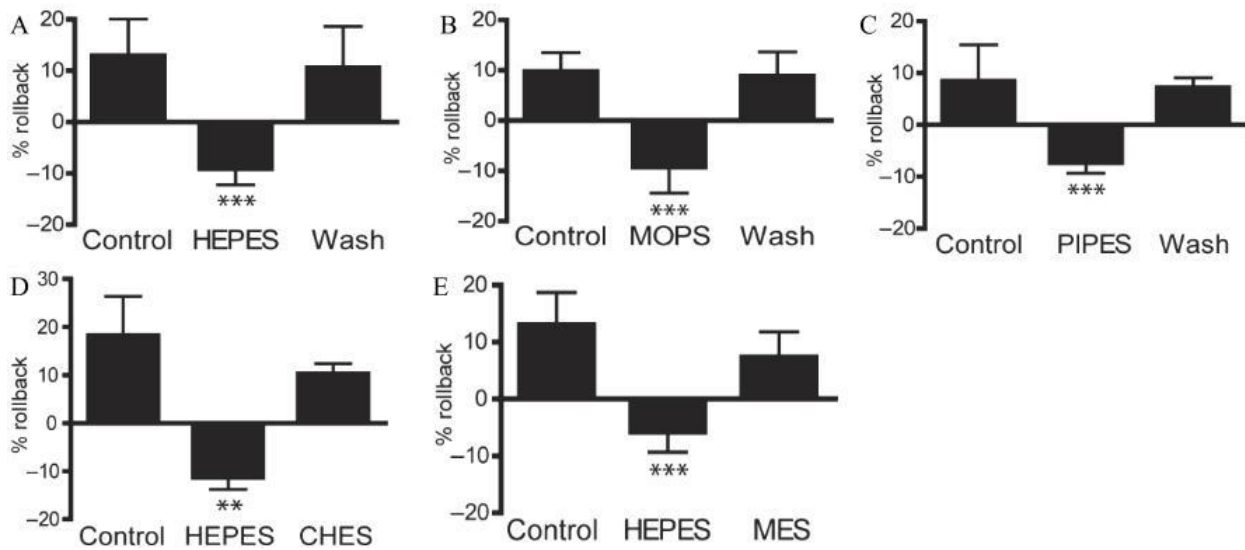 A
% rollback
20
10
0
–10
–20
***
Control HEPES Wash
B
% rollback
20
10
0
–10
–20
***
Control MOPS Wash
C
% rollback
20
10
0
–10
–20
***
Control PIPES Wash
D
% rollback
30
20
10
0
–10
–20
**
Control HEPES CHES
E
% rollback
20
10
0
–10
–20
***
Control HEPES MES